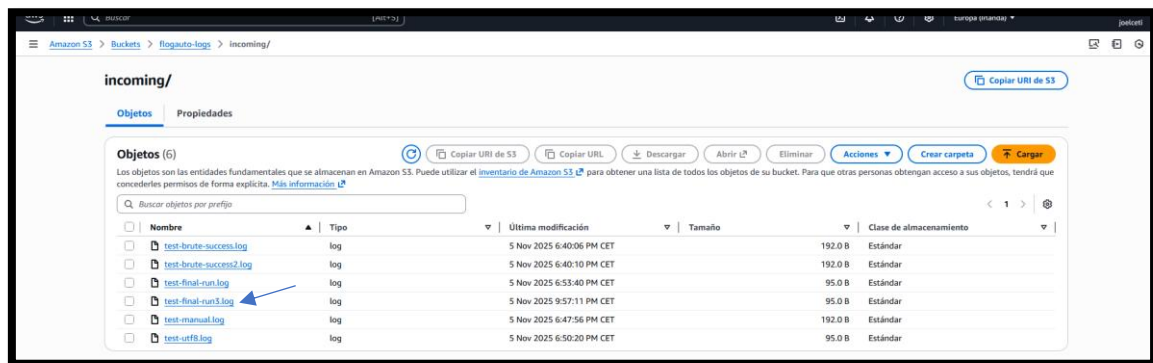 Buscar [Alt+S] Europa (Irlanda) ▼
joelceti
Amazon S3 > Buckets > flogauto-logs > incoming/
incoming/
Copiar URI de S3
Objetos Propiedades
Objetos (6) Copiar URI de S3 Copiar URL Descargar Abrir Eliminar Acciones ▼ Crear carpeta Cargar
Los objetos son las entidades fundamentales que se almacenan en Amazon S3. Puede utilizar el inventario de Amazon S3 para obtener una lista de todos los objetos de su bucket. Para que otras personas obtengan acceso a sus objetos, tendrá que
concederles permisos de forma explícita. Más información
Buscar objetos por prefijo < 1 >
Nombre Tipo Última modificación Tamaño Clase de almacenamiento
test-brute-success.log log 5 Nov 2025 6:40:06 PM CET 192.0 B Estándar
test-brute-success2.log log 5 Nov 2025 6:40:10 PM CET 192.0 B Estándar
test-final-run.log log 5 Nov 2025 6:53:40 PM CET 95.0 B Estándar
test-final-run3.log log 5 Nov 2025 9:57:11 PM CET 95.0 B Estándar
test-manual.log log 5 Nov 2025 6:47:56 PM CET 192.0 B Estándar
test-utf8.log log 5 Nov 2025 6:50:20 PM CET 95.0 B Estándar